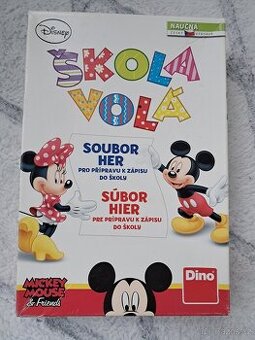 Disney
NAUČNÁ
ŠKOLA
VOLÁ
SOUBOR
HER
PRO PŘÍPRAVU K ZÁPISU
DO ŠKOLY
SÚBOR
HIER
PRE PRÍPRAVU K ZÁPISU
DO ŠKOLY
MICKEY
MOUSE
& Friends
Dino